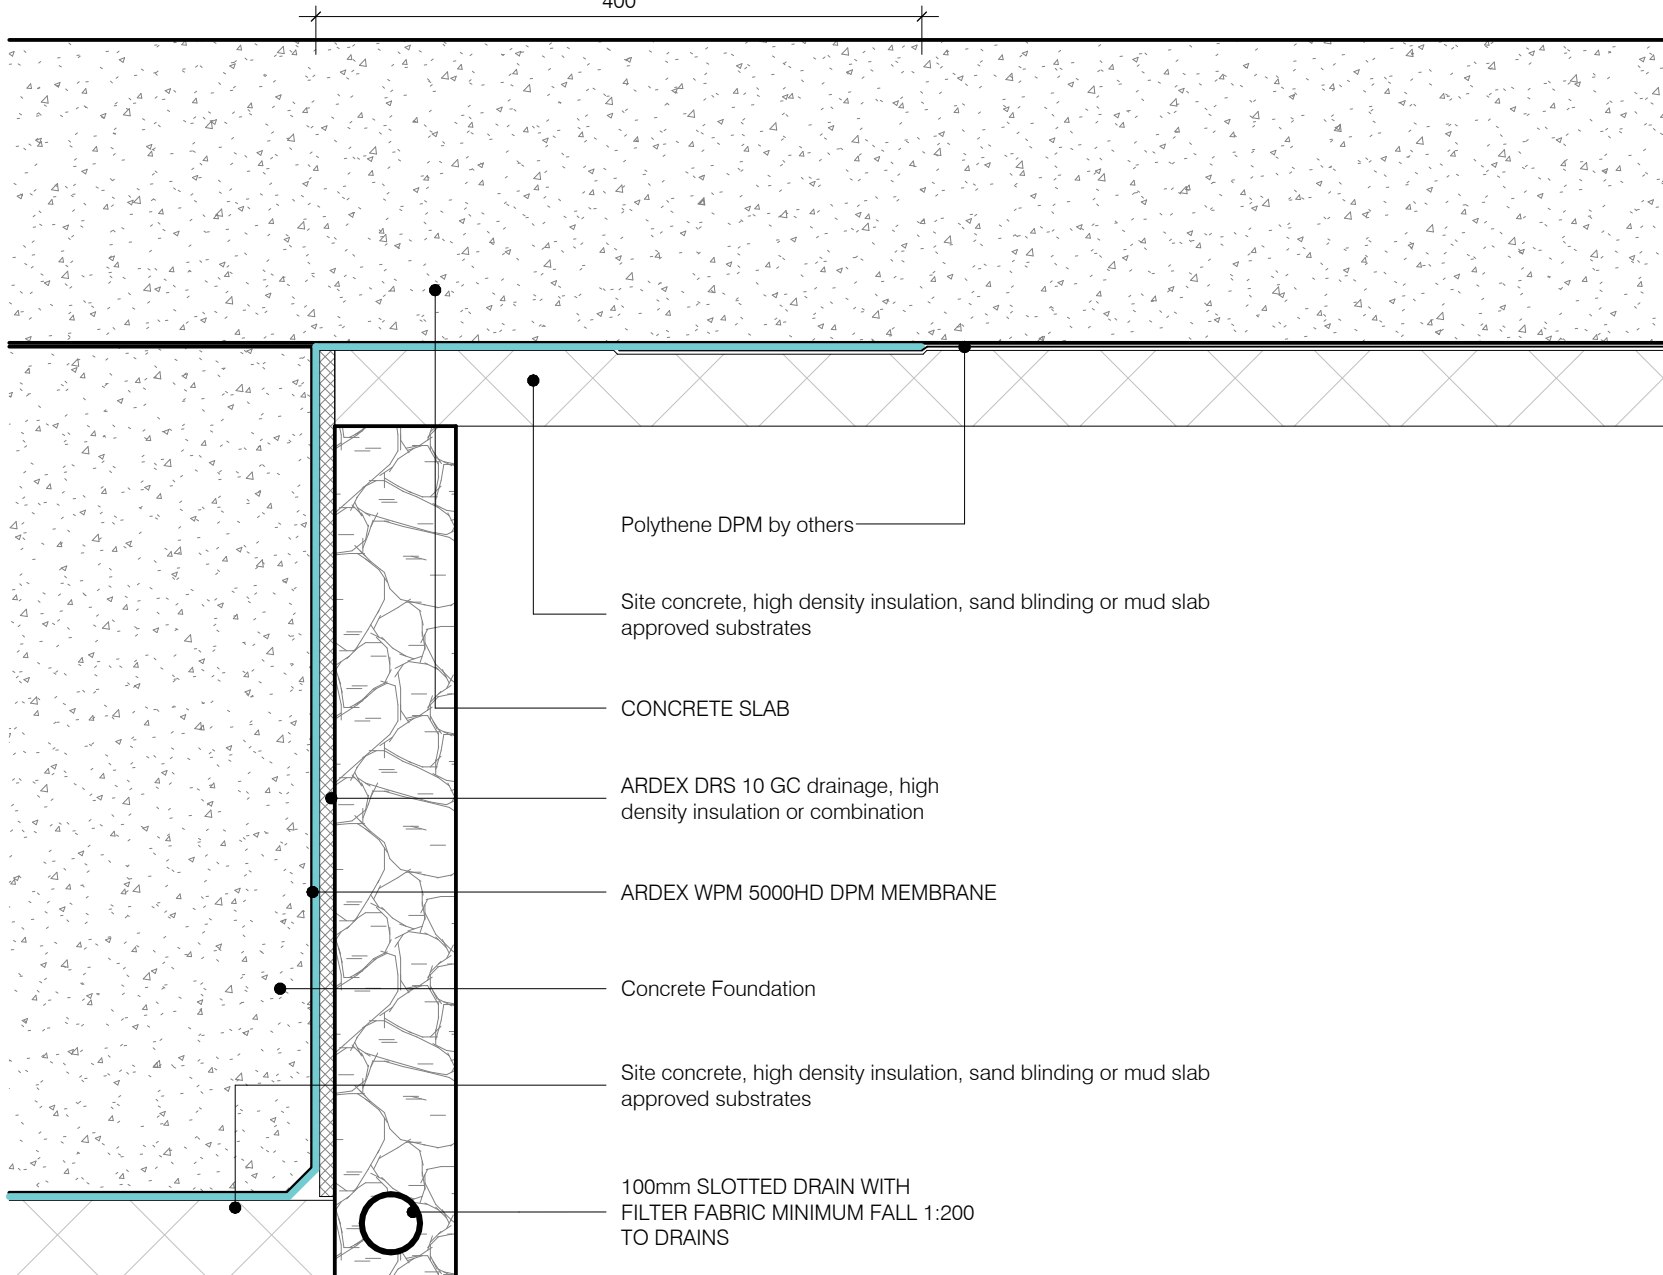 400
Polythene DPM by others
Site concrete, high density insulation, sand blinding or mud slab
approved substrates
CONCRETE SLAB
ARDEX DRS 10 GC drainage, high
density insulation or combination
ARDEX WPM 5000HD DPM MEMBRANE
Concrete Foundation
Site concrete, high density insulation, sand blinding or mud slab
approved substrates
100mm SLOTTED DRAIN WITH
FILTER FABRIC MINIMUM FALL 1:200
TO DRAINS